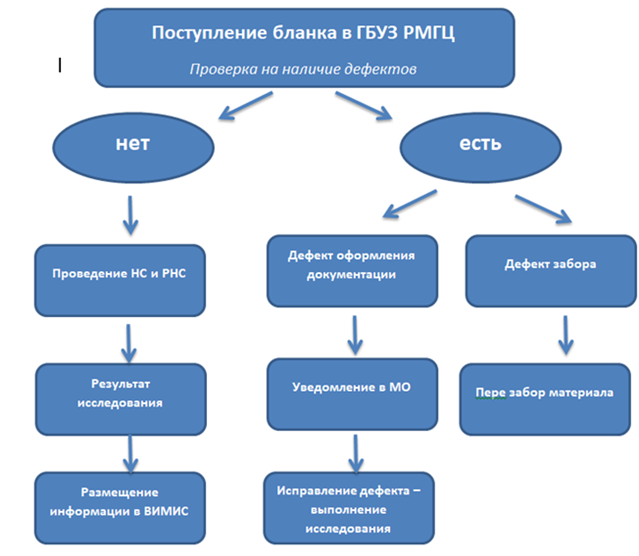 Поступление бланка в ГБУЗ РМГЦ
Проверка на наличие дефектов
нет
есть
Проведение НС и РНС
Дефект оформления
документации
Дефект забора
Результат
исследования
Уведомление в МО
Пере забор материала
Размещение
информации в ВИМИС
Исправление дефекта –
выполнение
исследования